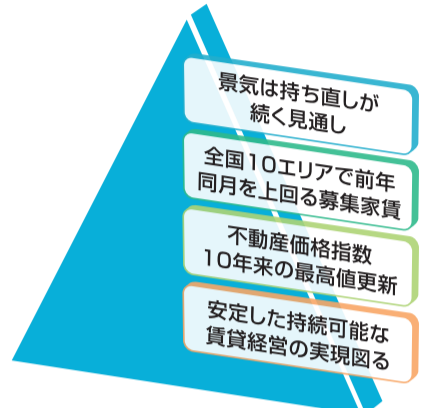 景気は持ち直しが
続く見通し
全国10エリアで前年
同月を上回る募集家賃
不動産価格指数
10年来の最高値更新
安定した持続可能な
賃貸経営の実現図る